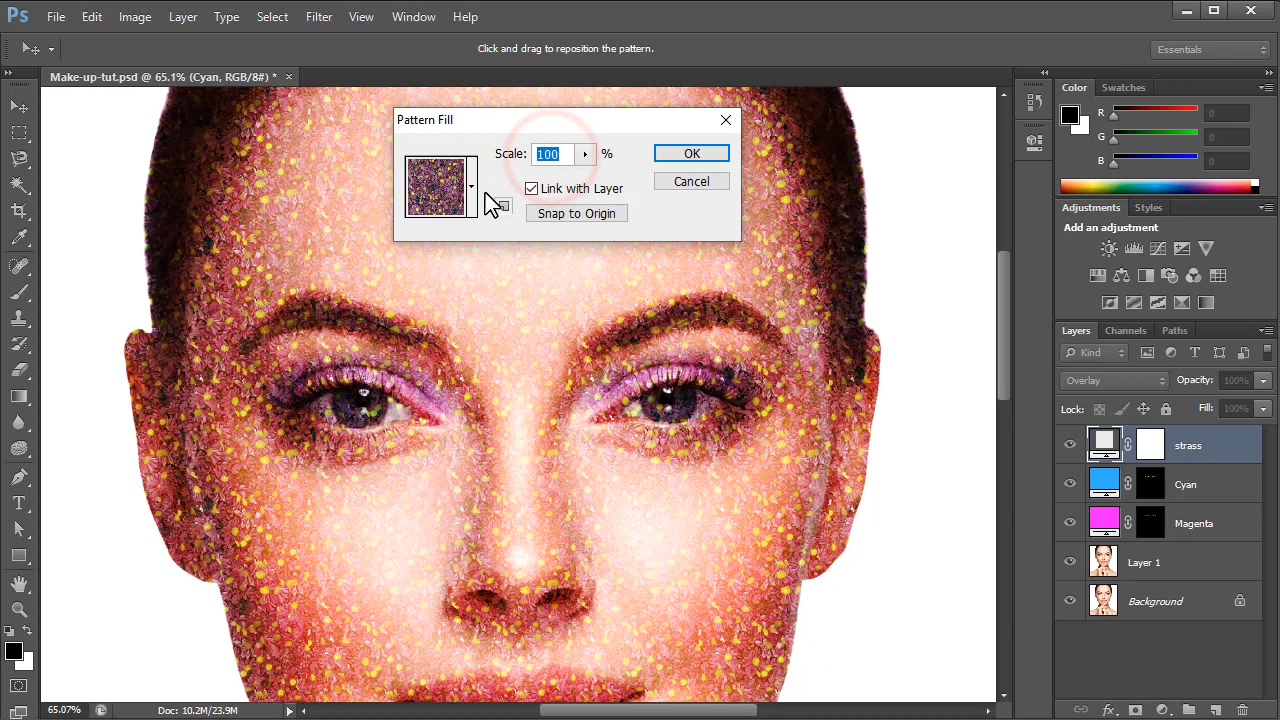 Ps File Edit Image Layer Type Select Filter View Window Help
Click and drag to reposition the pattern.
Essentials
Make-up-tut.psd @ 65.1% (Cyan, RGB/8#) *
Pattern Fill
Scale: 100 %
OK
Link with Layer
Cancel
Snap to Origin
Color Swatches
R 0
G 0
B 0
Adjustments Styles
Add an adjustment
Layers Channels Paths
Kind
Overlay Opacity: 100%
Lock: Fill: 100%
strass
Cyan
Magenta
Layer 1
Background
65.07% Doc: 10.2M/23.9M